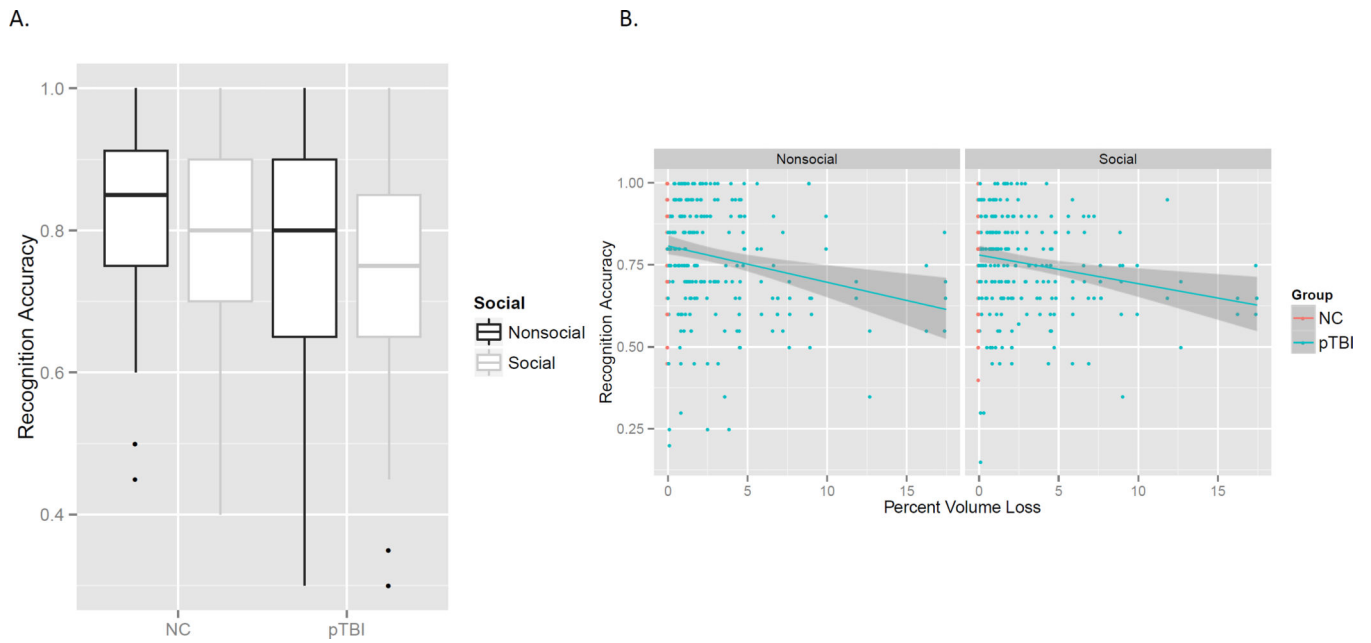 A.
Recognition Accuracy
1.0
0.8
0.6
0.4
NC
pTBI
Social
Nonsocial
Social
B.
Nonsocial
Social
Recognition Accuracy
1.00
0.75
0.50
0.25
0
5
10
15
0
5
10
15
Percent Volume Loss
Group
NC
pTBI